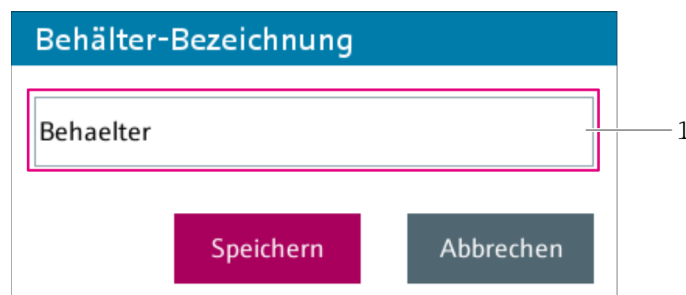 Behälter-Bezeichnung
Behaelter
1
Speichern
Abbrechen